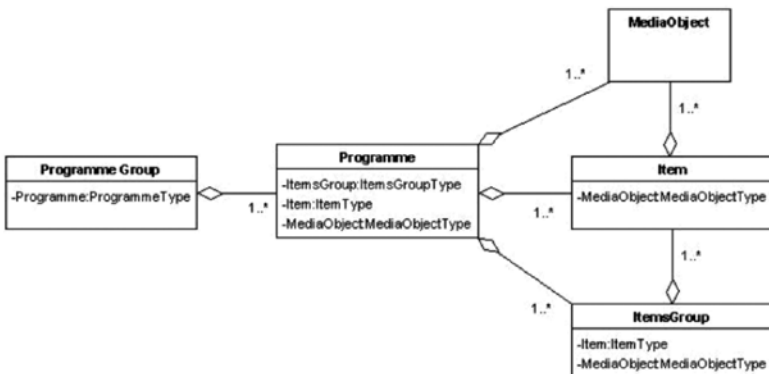 MediaObject
1..*
1..*
Programme Group
-Programme:ProgrammeType
1..*
Programme
-ItemsGroup:ItemsGroupType
-Item:ItemType
-MediaObject:MediaObjectType
1..*
Item
-MediaObject:MediaObjectType
1..*
1..*
ItemsGroup
-Item:ItemType
-MediaObject:MediaObjectType